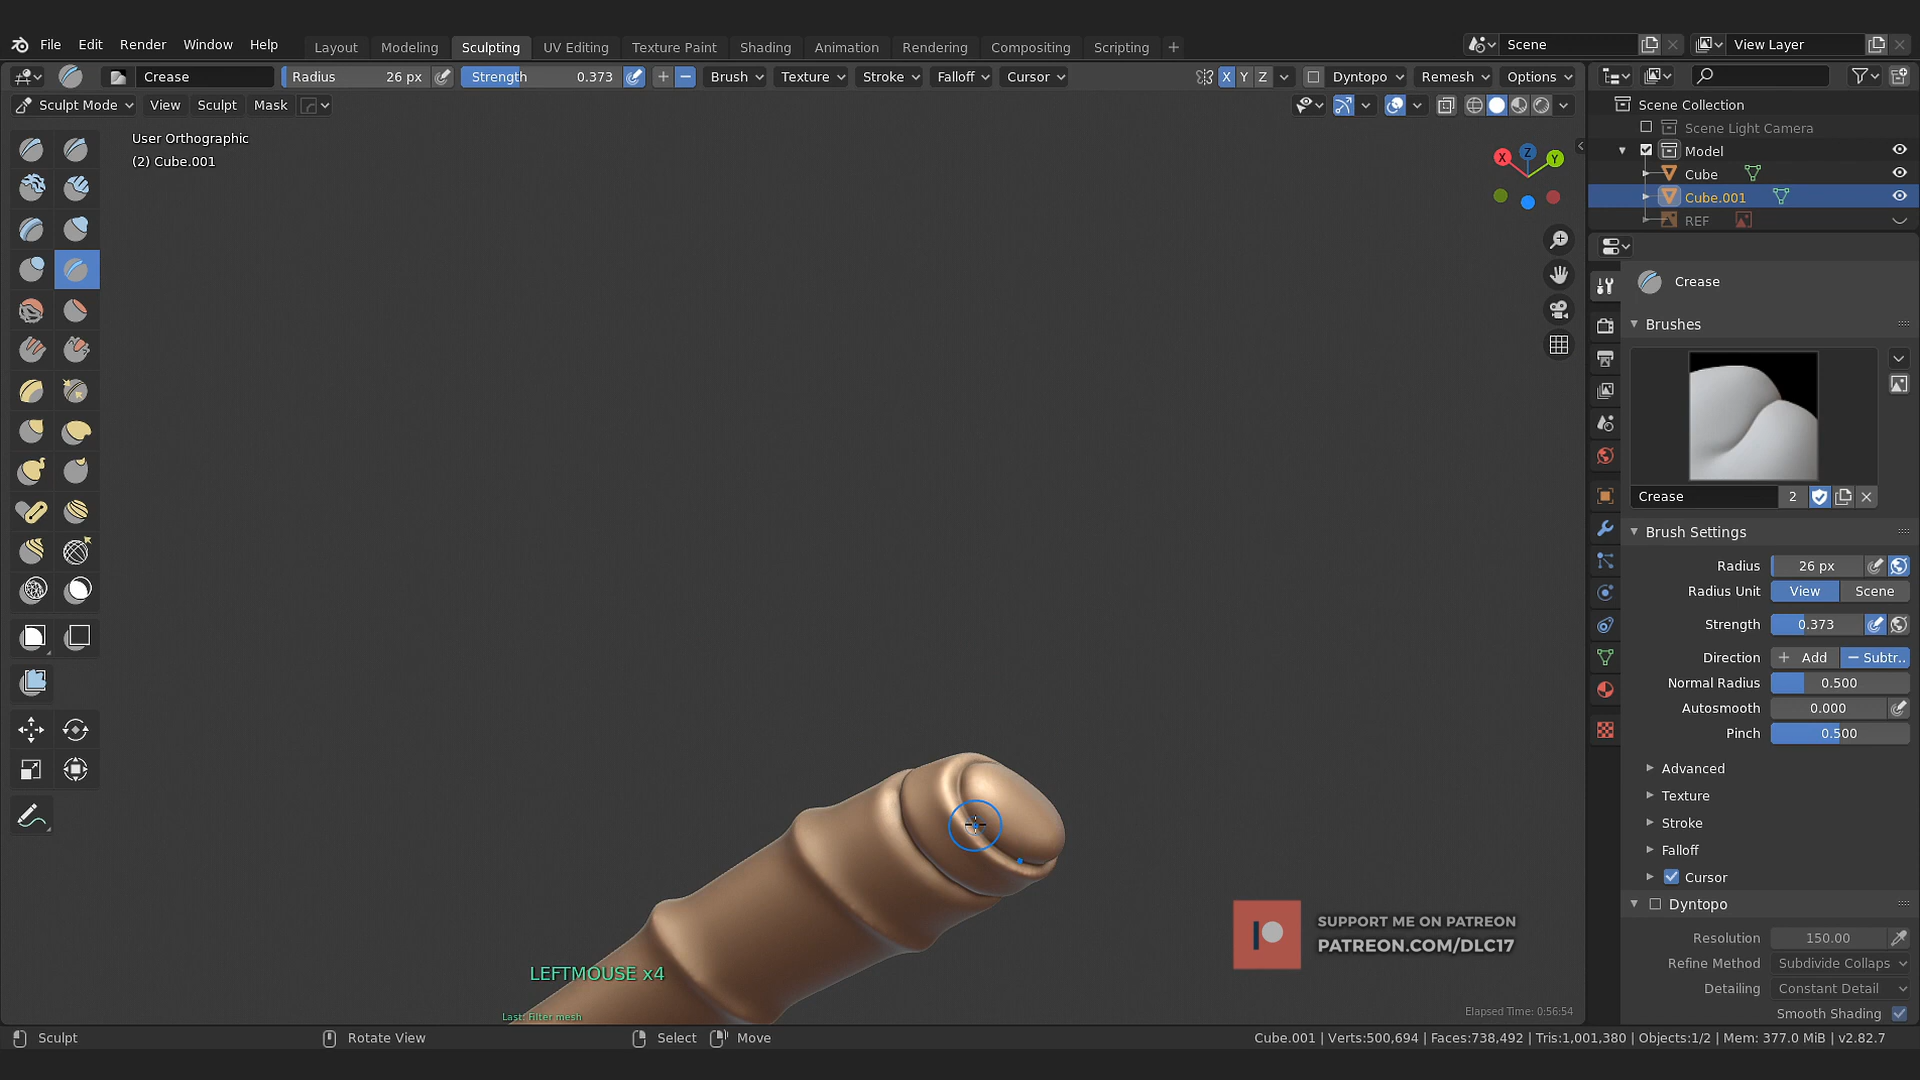 File Edit Render Window Help
Layout Modeling Sculpting UV Editing Texture Paint Shading Animation Rendering Compositing Scripting +
Scene View Layer
Crease Radius 26 px Strength 0.373 Brush Texture Stroke Falloff Cursor X Y Z Dyntopo Remesh Options
Sculpt Mode View Sculpt Mask
User Orthographic
(2) Cube.001
X Z Y
Scene Collection
Scene Light Camera
Model
Cube
Cube.001
REF
Crease
Brushes
Crease 2
Brush Settings
Radius 26 px
Radius Unit View Scene
Strength 0.373
Direction + Add − Subtr..
Normal Radius 0.500
Autosmooth 0.000
Pinch 0.500
Advanced
Texture
Stroke
Falloff
Cursor
Dyntopo
Resolution 150.00
Refine Method Subdivide Collaps
Detailing Constant Detail
Smooth Shading
SUPPORT ME ON PATREON
PATREON.COM/DLC17
LEFTMOUSE x4
Last: Filter mesh
Elapsed Time: 0:56:54
Sculpt Rotate View Select Move
Cube.001 | Verts:500,694 | Faces:738,492 | Tris:1,001,380 | Objects:1/2 | Mem: 377.0 MiB | v2.82.7